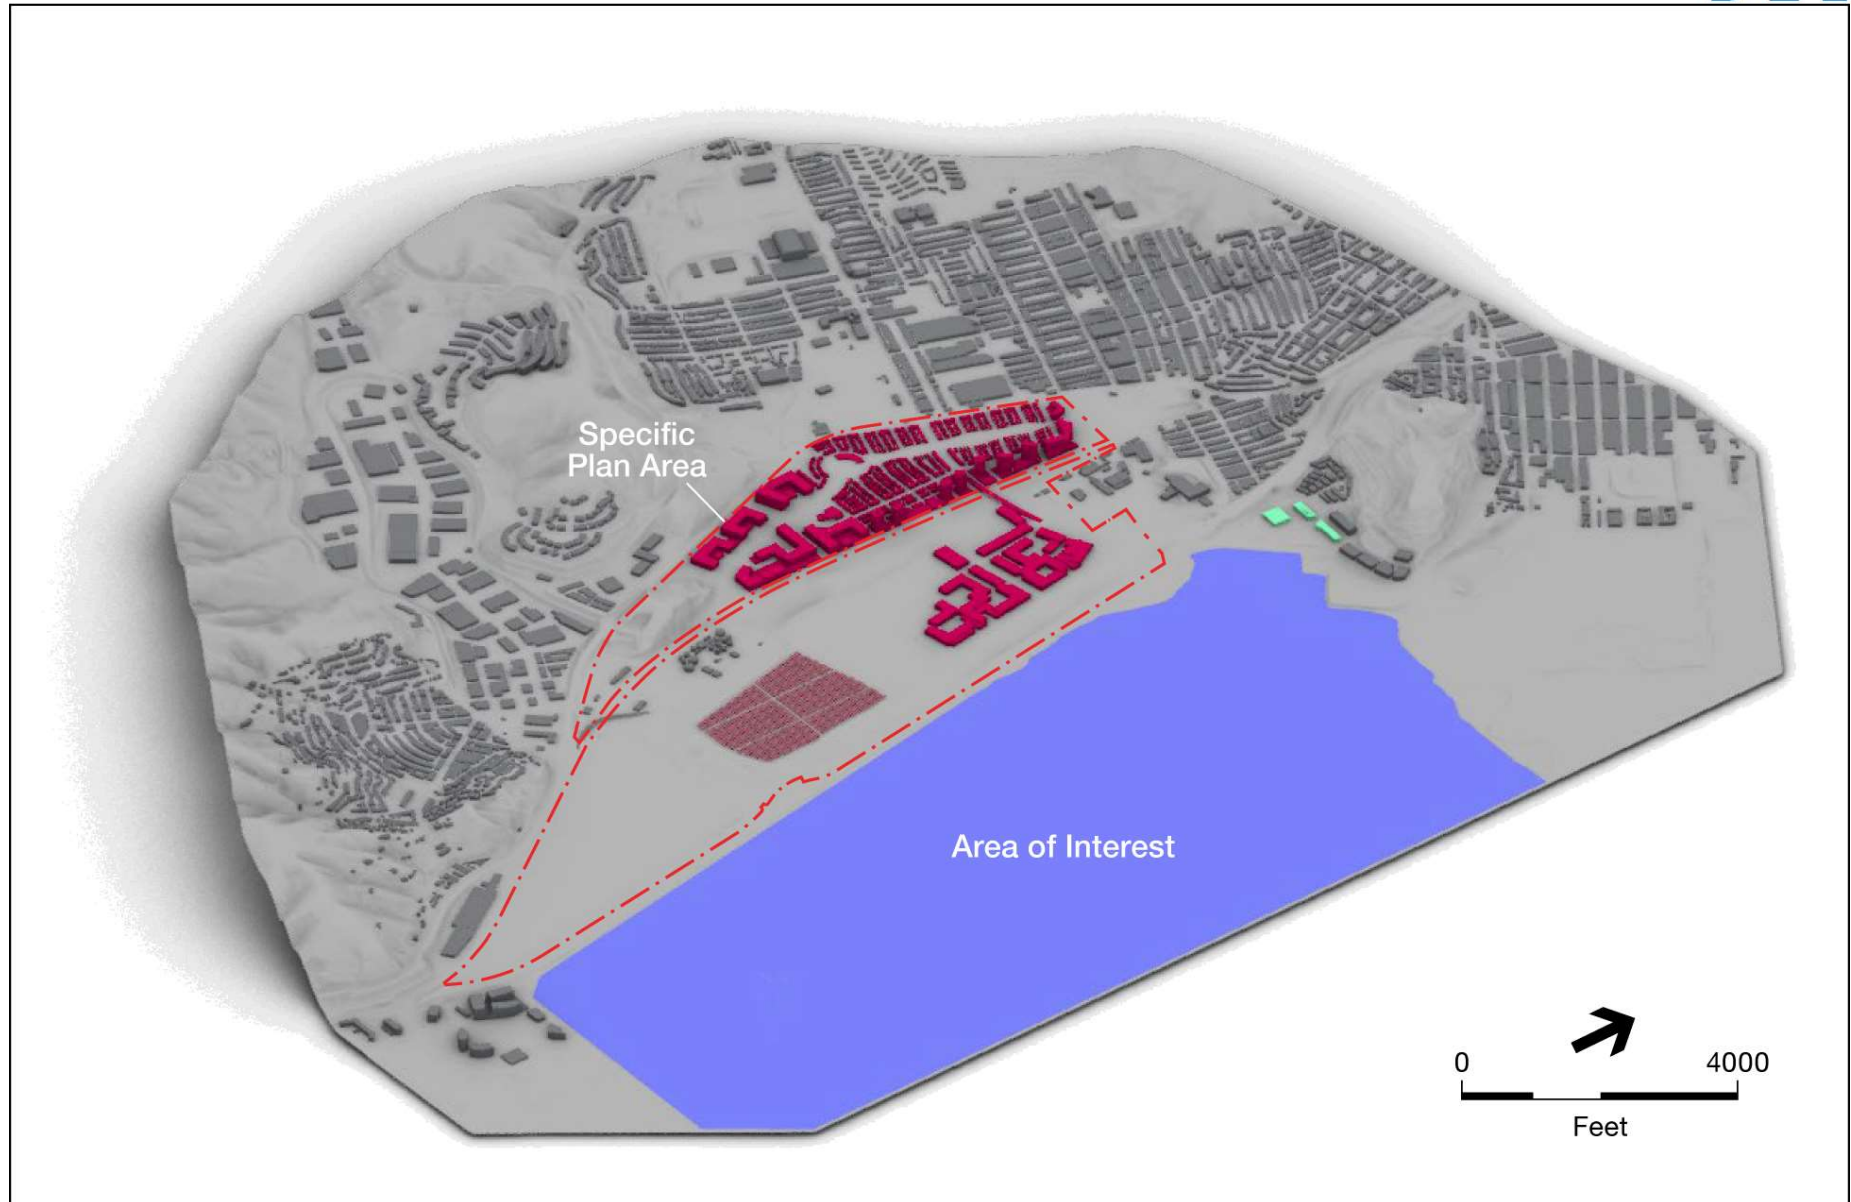 Specific
Plan Area
Area of Interest
0 4000
Feet